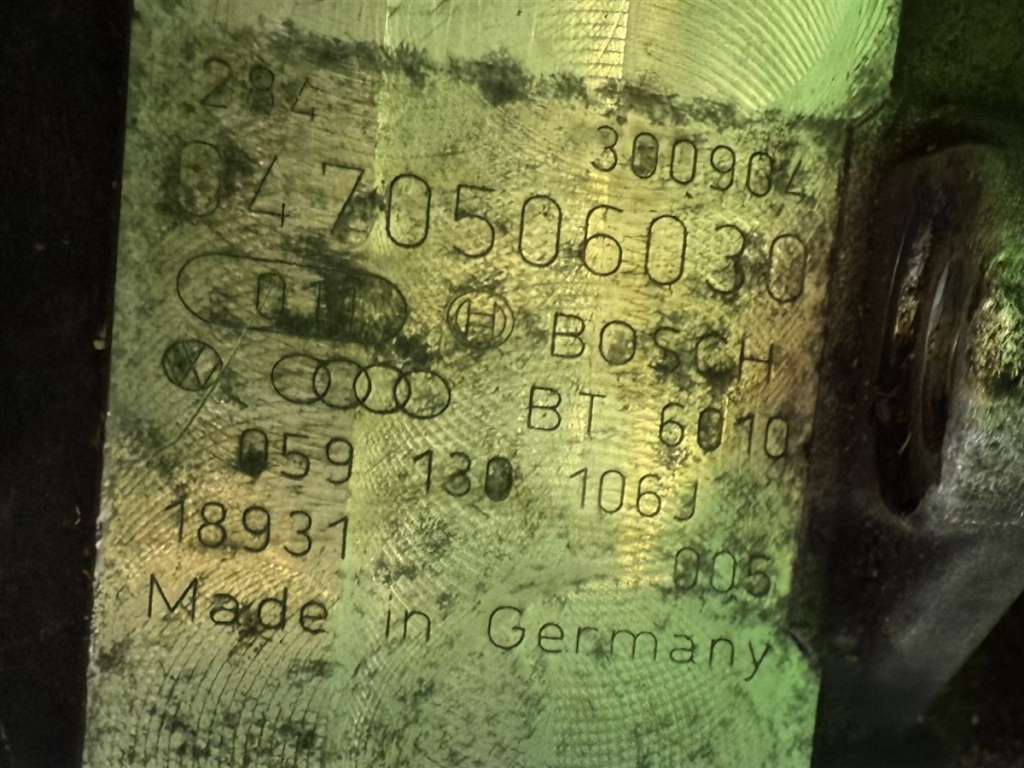 284
300904
0470506030
H BOSCH
BT 6010
059 130 106J
18931
005
Made in Germany